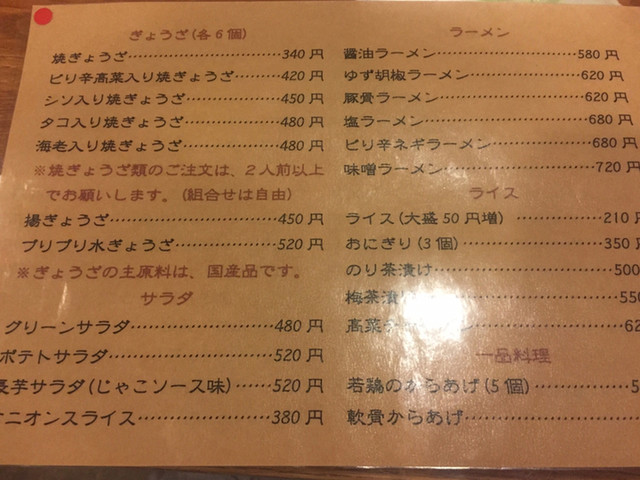 ぎょうざ(各6個)
焼ぎょうざ……340円
ピリ辛高菜入り焼ぎょうざ……420円
シソ入り焼ぎょうざ……450円
タコ入り焼ぎょうざ……480円
海老入り焼ぎょうざ……480円
※焼ぎょうざ類のご注文は、2人前以上
でお願いします。(組合せは自由)
揚ぎょうざ……450円
プリプリ水ぎょうざ……520円
※ぎょうざの主原料は、国産品です。
サラダ
グリーンサラダ……480円
ポテトサラダ……520円
長芋サラダ(じゃこソース味)……520円
オニオンスライス……380円
ラーメン
醤油ラーメン……580円
ゆず胡椒ラーメン……620円
豚骨ラーメン……620円
塩ラーメン……680円
ピリ辛ネギラーメン……680円
味噌ラーメン……720円
ライス
ライス(大盛50円増)……210円
おにぎり(3個)……350
のり茶漬け……500
梅茶漬け……550
高菜
一品料理
若鶏のからあげ(5個)……
軟骨からあげ……